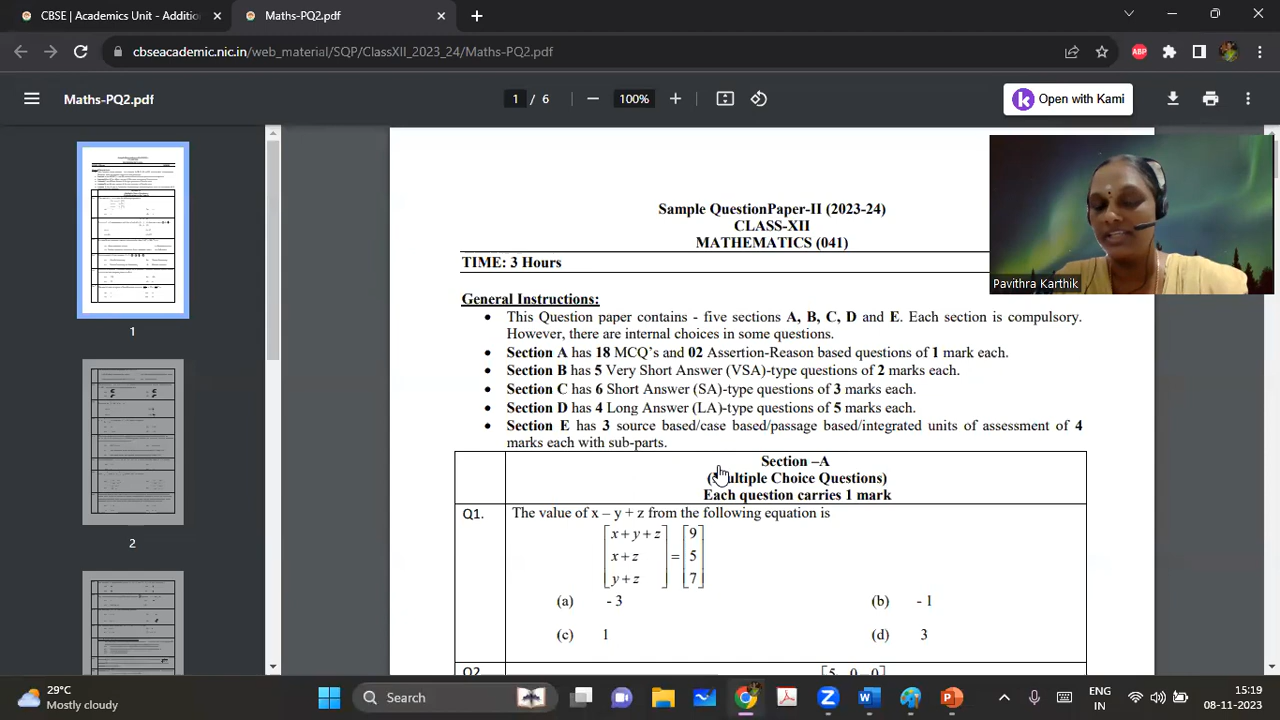 CBSE | Academics Unit - Addition
Maths-PQ2.pdf
cbseacademic.nic.in/web_material/SQP/ClassXII_2023_24/Maths-PQ2.pdf
ABP
Maths-PQ2.pdf
1 / 6
100%
Open with Kami
Sample QuestionPaper-II (2023-24)
CLASS-XII
MATHEMATICS (041)
TIME: 3 Hours
Pavithra Karthik
General Instructions:
• This Question paper contains - five sections A, B, C, D and E. Each section is compulsory.
However, there are internal choices in some questions.
• Section A has 18 MCQ's and 02 Assertion-Reason based questions of 1 mark each.
• Section B has 5 Very Short Answer (VSA)-type questions of 2 marks each.
• Section C has 6 Short Answer (SA)-type questions of 3 marks each.
• Section D has 4 Long Answer (LA)-type questions of 5 marks each.
• Section E has 3 source based/case based/passage based/integrated units of assessment of 4
marks each with sub-parts.
Section –A
(Multiple Choice Questions)
Each question carries 1 mark
Q1. The value of x – y + z from the following equation is
x + y + z 9
x + z = 5
y + z 7
(a) - 3 (b) - 1
(c) 1 (d) 3
Q2 5 0 0
1
2
29°C
Mostly cloudy
Search
ENG
IN
15:19
08-11-2023